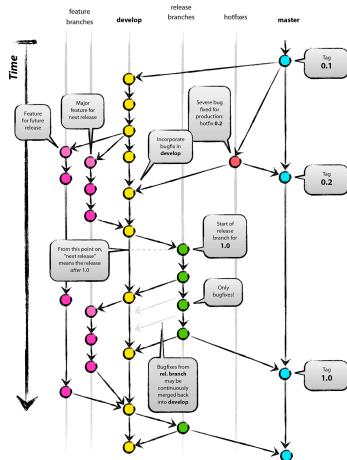 feature
branches
develop
release
branches
hotfixes
master
Time
Tag
0.1
Feature
for future
release
Major
feature for
next release
Severe bug
fixed for
production:
hotfix 0.2
Incorporate
bugfix in
develop
Tag
0.2
Start of
release
branch for
1.0
From this point on,
"next release"
means the release
after 1.0
Only
bugfixes!
Bugfixes from
rel. branch
may be
continuously
merged back
into develop
Tag
1.0